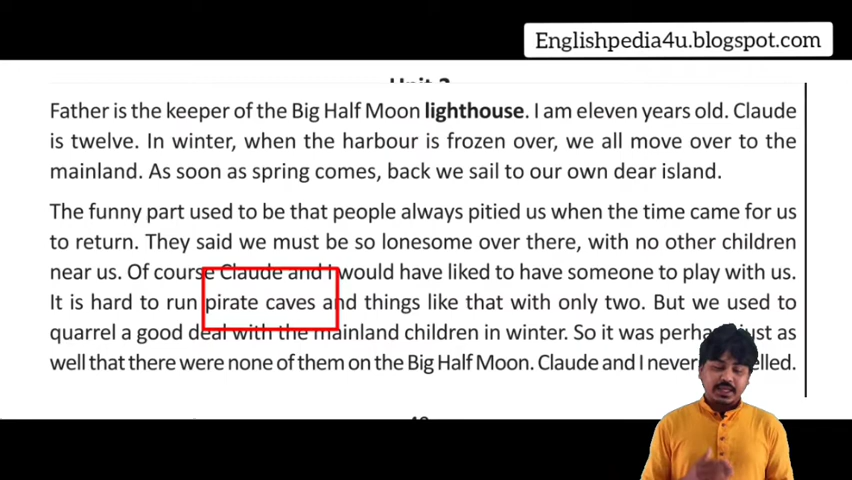 Englishpedia4u.blogspot.com
Father is the keeper of the Big Half Moon lighthouse. I am eleven years old. Claude
is twelve. In winter, when the harbour is frozen over, we all move over to the
mainland. As soon as spring comes, back we sail to our own dear island.
The funny part used to be that people always pitied us when the time came for us
to return. They said we must be so lonesome over there, with no other children
near us. Of course Claude and I would have liked to have someone to play with us.
It is hard to run pirate caves and things like that with only two. But we used to
quarrel a good deal with the mainland children in winter. So it was just as
well that there were none of them on the Big Half Moon. Claude and I never